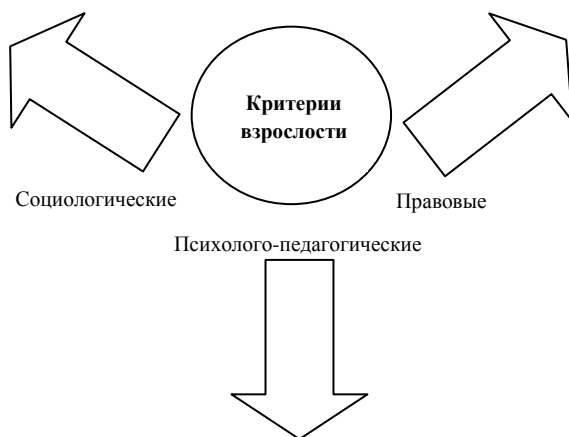 Критерии
взрослости
Социологические
Правовые
Психолого-педагогические